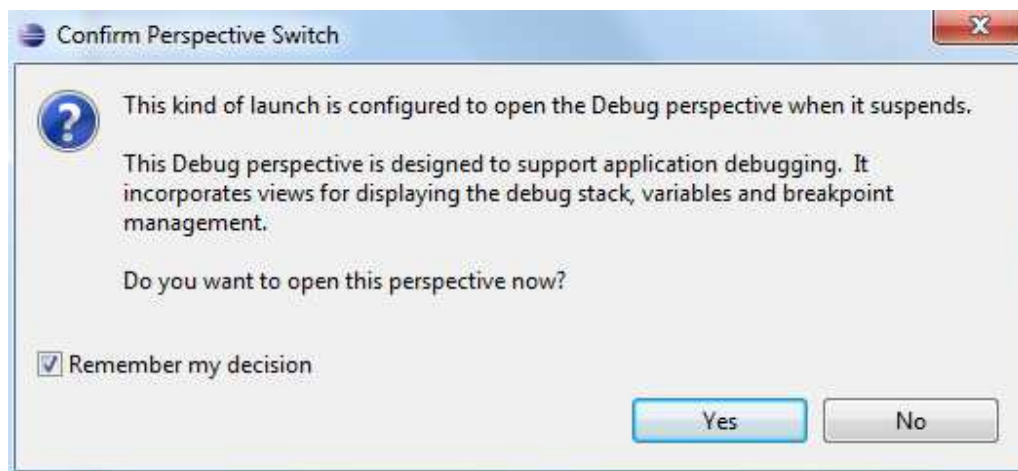 Confirm Perspective Switch
This kind of launch is configured to open the Debug perspective when it suspends.
This Debug perspective is designed to support application debugging.  It
incorporates views for displaying the debug stack, variables and breakpoint
management.
Do you want to open this perspective now?
Remember my decision
Yes No